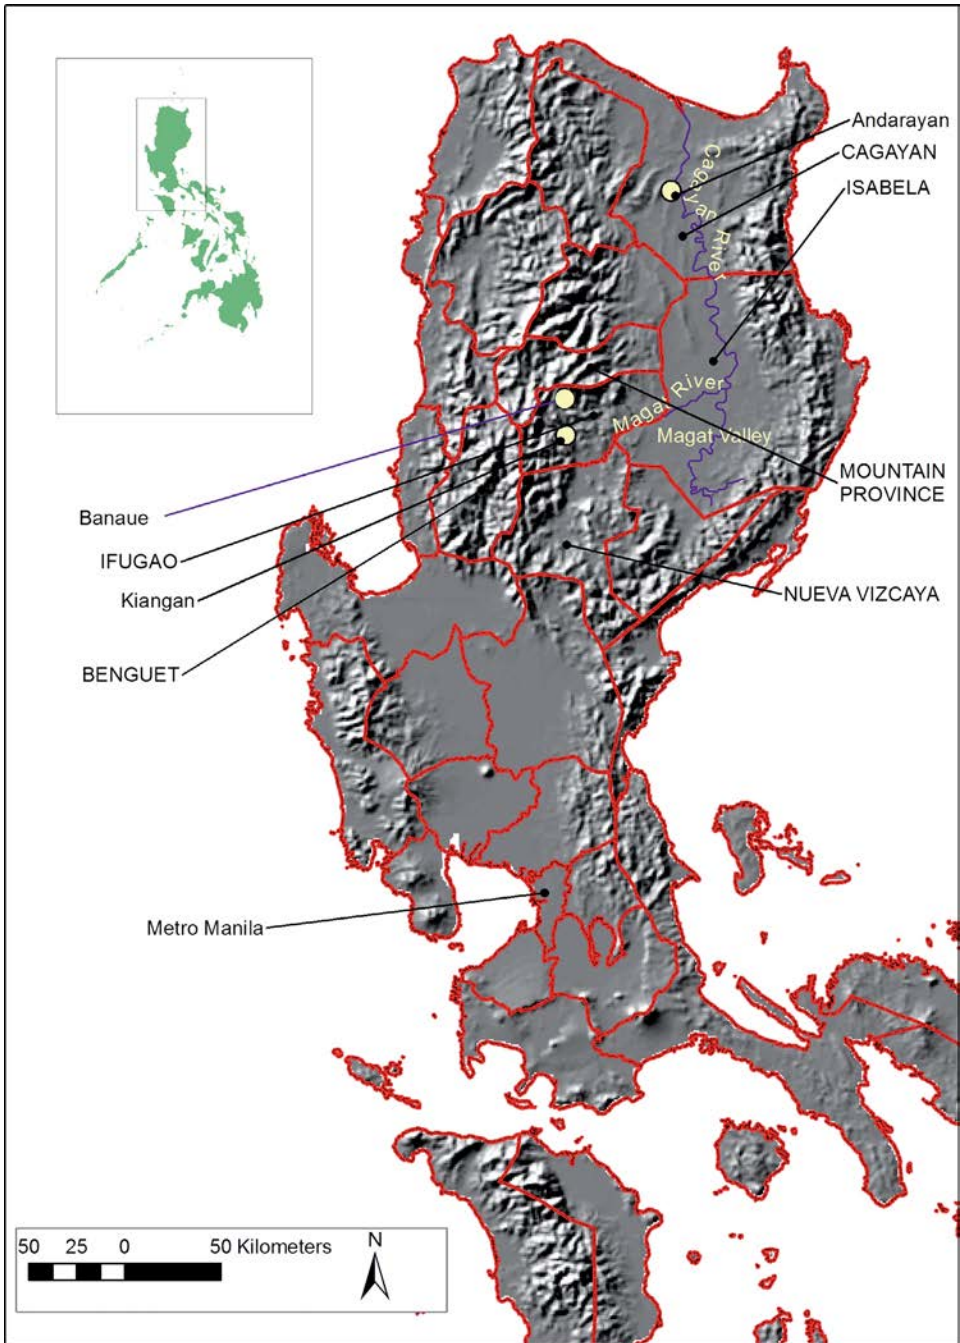 Andarayan
CAGAYAN
ISABELA
Cagayan River
Magat River
Magat Valley
MOUNTAIN
PROVINCE
Banaue
IFUGAO
Kiangan
NUEVA VIZCAYA
BENGUET
Metro Manila
50 25 0 50 Kilometers
N